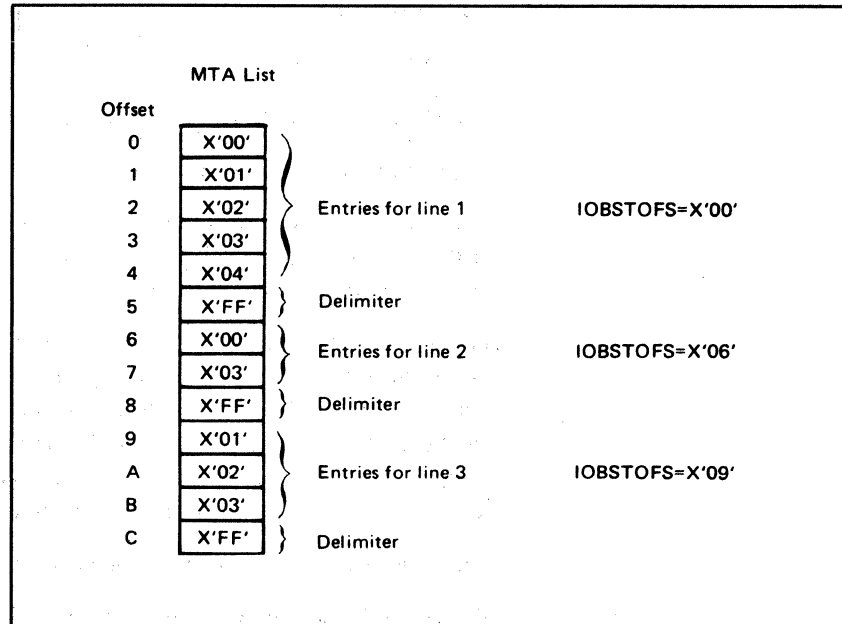 MTA List
Offset
0 X'00'
1 X'01'
2 X'02' Entries for line 1 IOBSTOFS=X'00'
3 X'03'
4 X'04'
5 X'FF' Delimiter
6 X'00'
Entries for line 2 IOBSTOFS=X'06'
7 X'03'
8 X'FF' Delimiter
9 X'01'
A X'02' Entries for line 3 IOBSTOFS=X'09'
B X'03'
C X'FF' Delimiter